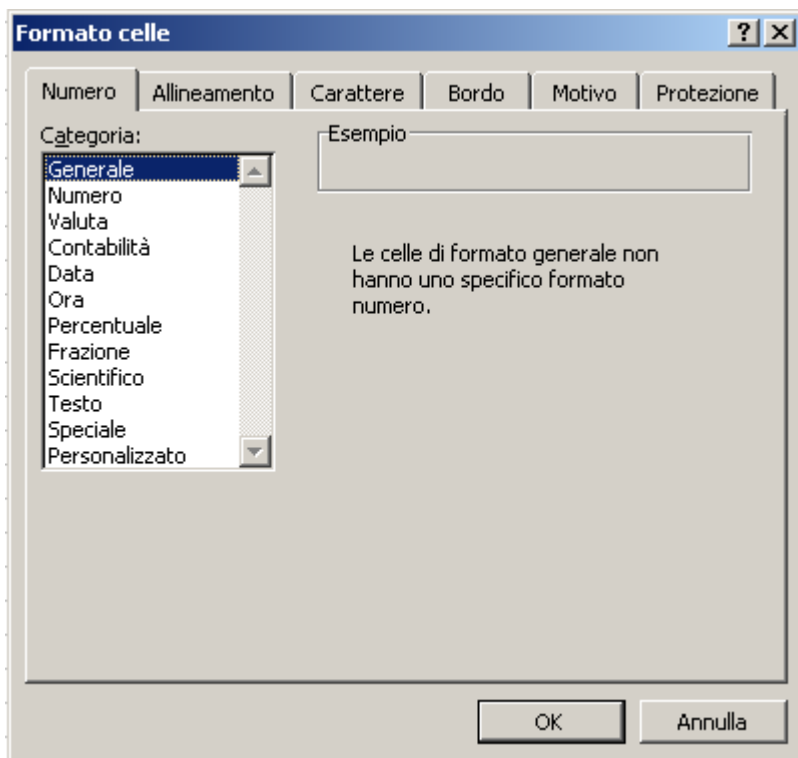 Formato celle
Numero Allineamento Carattere Bordo Motivo Protezione
Categoria:
Generale
Numero
Valuta
Contabilità
Data
Ora
Percentuale
Frazione
Scientifico
Testo
Speciale
Personalizzato
Esempio
Le celle di formato generale non
hanno uno specifico formato
numero.
OK Annulla